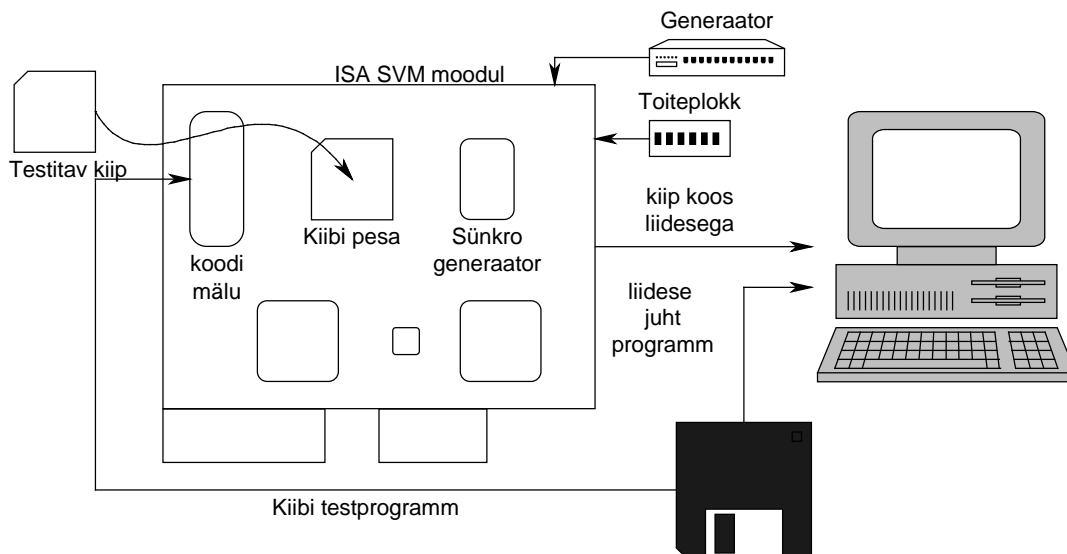 Generaator
ISA SVM moodul
Toiteplokk
Testitav kiip
kiip koos
liidesega
Kiibi pesa
Sünkro
generaator
koodi
mälu
liidese
juht
programm
Kiibi testprogramm